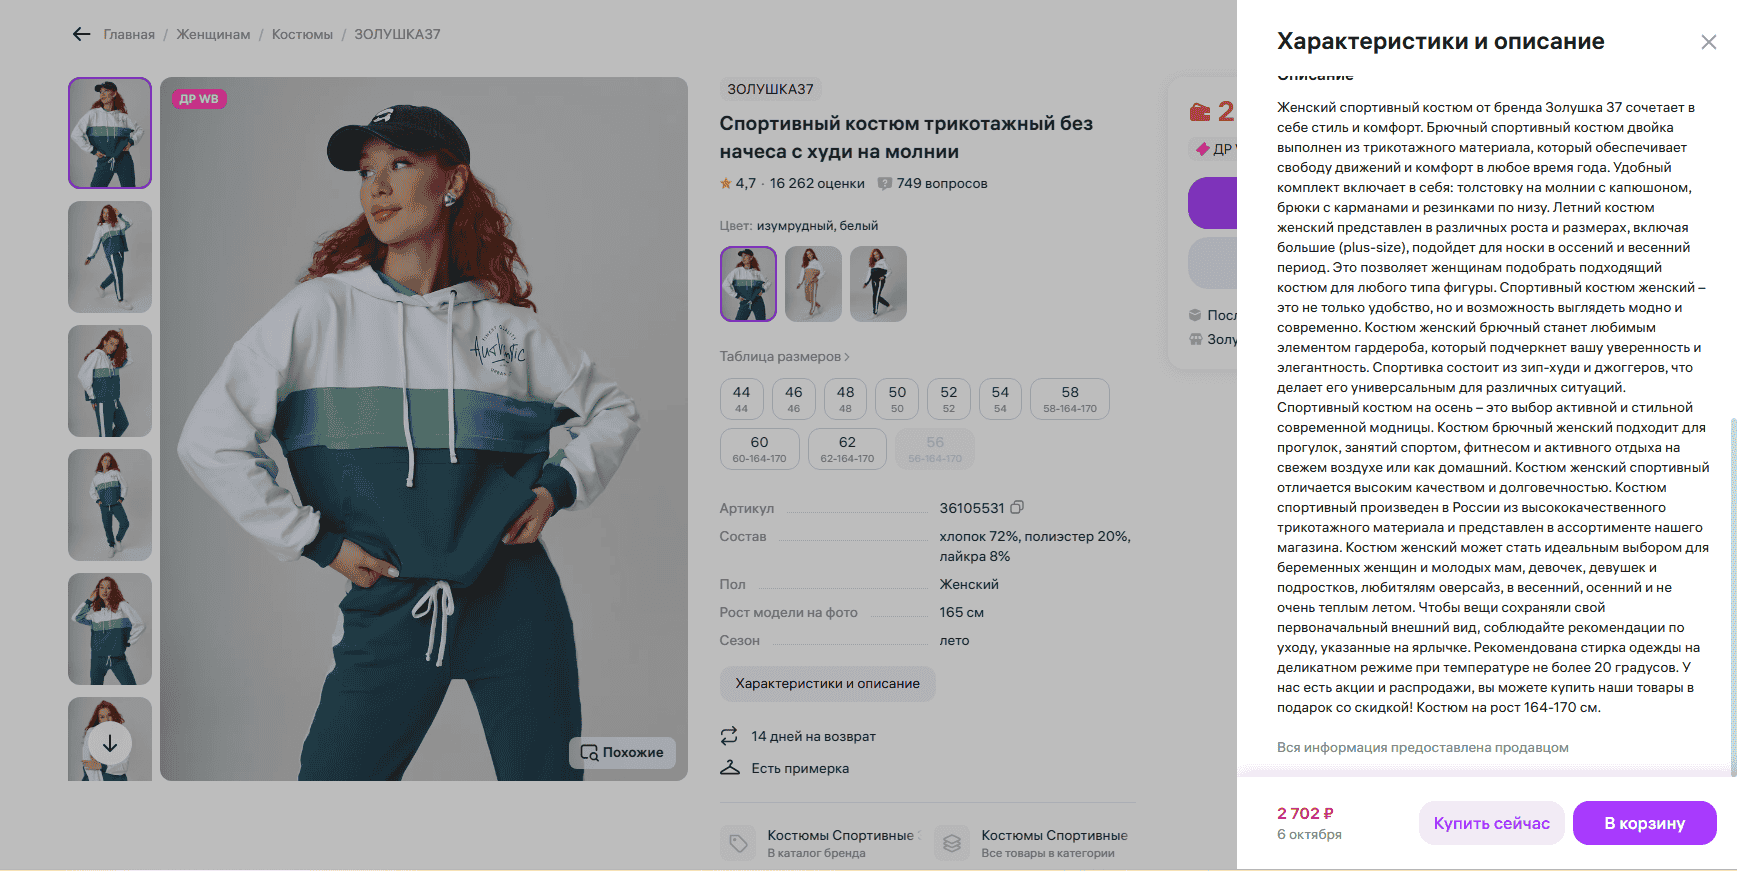 Главная / Женщинам / Костюмы / ЗОЛУШКА37
ДР WB
Похожие
ЗОЛУШКА37
Спортивный костюм трикотажный без
начеса с худи на молнии
4,7 · 16 262 оценки 749 вопросов
Цвет: изумрудный, белый
Таблица размеров
44 46 48 50 52 54 58
44 46 48 50 52 54 58-164-170
60 62 56
60-164-170 62-164-170 56-164-170
Артикул 36105531
Состав хлопок 72%, полиэстер 20%,
лайкра 8%
Пол Женский
Рост модели на фото 165 см
Сезон лето
Характеристики и описание
14 дней на возврат
Есть примерка
Костюмы Спортивные
В каталог бренда
Костюмы Спортивные
Все товары в категории
2
ДР
Посл
Золу
Характеристики и описание
Описание
Женский спортивный костюм от бренда Золушка 37 сочетает в
себе стиль и комфорт. Брючный спортивный костюм двойка
выполнен из трикотажного материала, который обеспечивает
свободу движений и комфорт в любое время года. Удобный
комплект включает в себя: толстовку на молнии с капюшоном,
брюки с карманами и резинками по низу. Летний костюм
женский представлен в различных роста и размерах, включая
большие (plus-size), подойдет для носки в оссений и весенний
период. Это позволяет женщинам подобрать подходящий
костюм для любого типа фигуры. Спортивный костюм женский –
это не только удобство, но и возможность выглядеть модно и
современно. Костюм женский брючный станет любимым
элементом гардероба, который подчеркнет вашу уверенность и
элегантность. Спортивка состоит из зип-худи и джоггеров, что
делает его универсальным для различных ситуаций.
Спортивный костюм на осень – это выбор активной и стильной
современной модницы. Костюм брючный женский подходит для
прогулок, занятий спортом, фитнесом и активного отдыха на
свежем воздухе или как домашний. Костюм женский спортивный
отличается высоким качеством и долговечностью. Костюм
спортивный произведен в России из высококачественного
трикотажного материала и представлен в ассортименте нашего
магазина. Костюм женский может стать идеальным выбором для
беременных женщин и молодых мам, девочек, девушек и
подростков, любитялям оверсайз, в весенний, осенний и не
очень теплым летом. Чтобы вещи сохраняли свой
первоначальный внешний вид, соблюдайте рекомендации по
уходу, указанные на ярлычке. Рекомендована стирка одежды на
деликатном режиме при температуре не более 20 градусов. У
нас есть акции и распродажи, вы можете купить наши товары в
подарок со скидкой! Костюм на рост 164-170 см.
Вся информация предоставлена продавцом
2 702 ₽
6 октября
Купить сейчас
В корзину